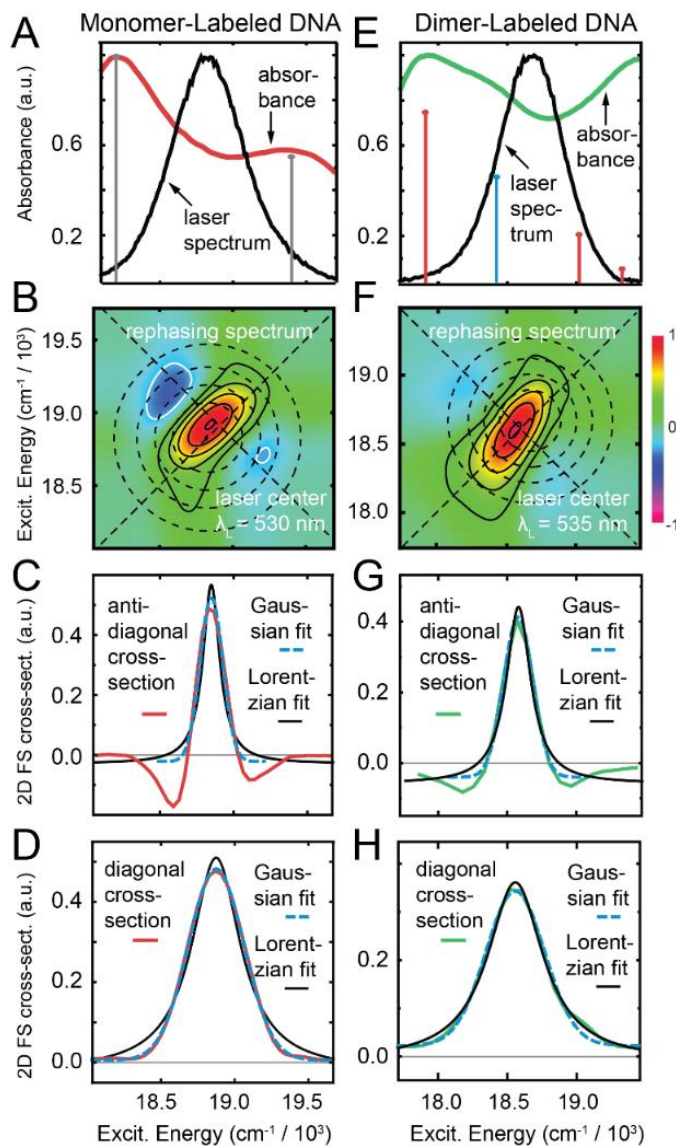 Monomer-Labeled DNA
Dimer-Labeled DNA
A
Absorbance (a.u.)
0.6
0.2
absor-
bance
laser
spectrum
E
absor-
bance
laser
spec-
trum
B
Excit. Energy (cm⁻¹ / 10³)
19.5
19.0
18.5
rephasing spectrum
laser center
λL = 530 nm
F
19.0
18.5
18.0
rephasing spectrum
laser center
λL = 535 nm
1
0
-1
C
2D FS cross-sect. (a.u.)
0.4
0.2
0.0
anti-
diagonal
cross-
section
Gaus-
sian fit
Lorent-
zian fit
G
0.4
0.2
0.0
anti-
diagonal
cross-
section
Gaus-
sian fit
Lorent-
zian fit
D
2D FS cross-sect. (a.u.)
0.4
0.2
0.0
diagonal
cross-
section
Gaus-
sian fit
Lorent-
zian fit
18.5 19.0 19.5
Excit. Energy (cm⁻¹ / 10³)
H
0.4
0.2
0.0
diagonal
cross-
section
Gaus-
sian fit
Lorent-
zian fit
18.0 18.5 19.0
Excit. Energy (cm⁻¹ / 10³)